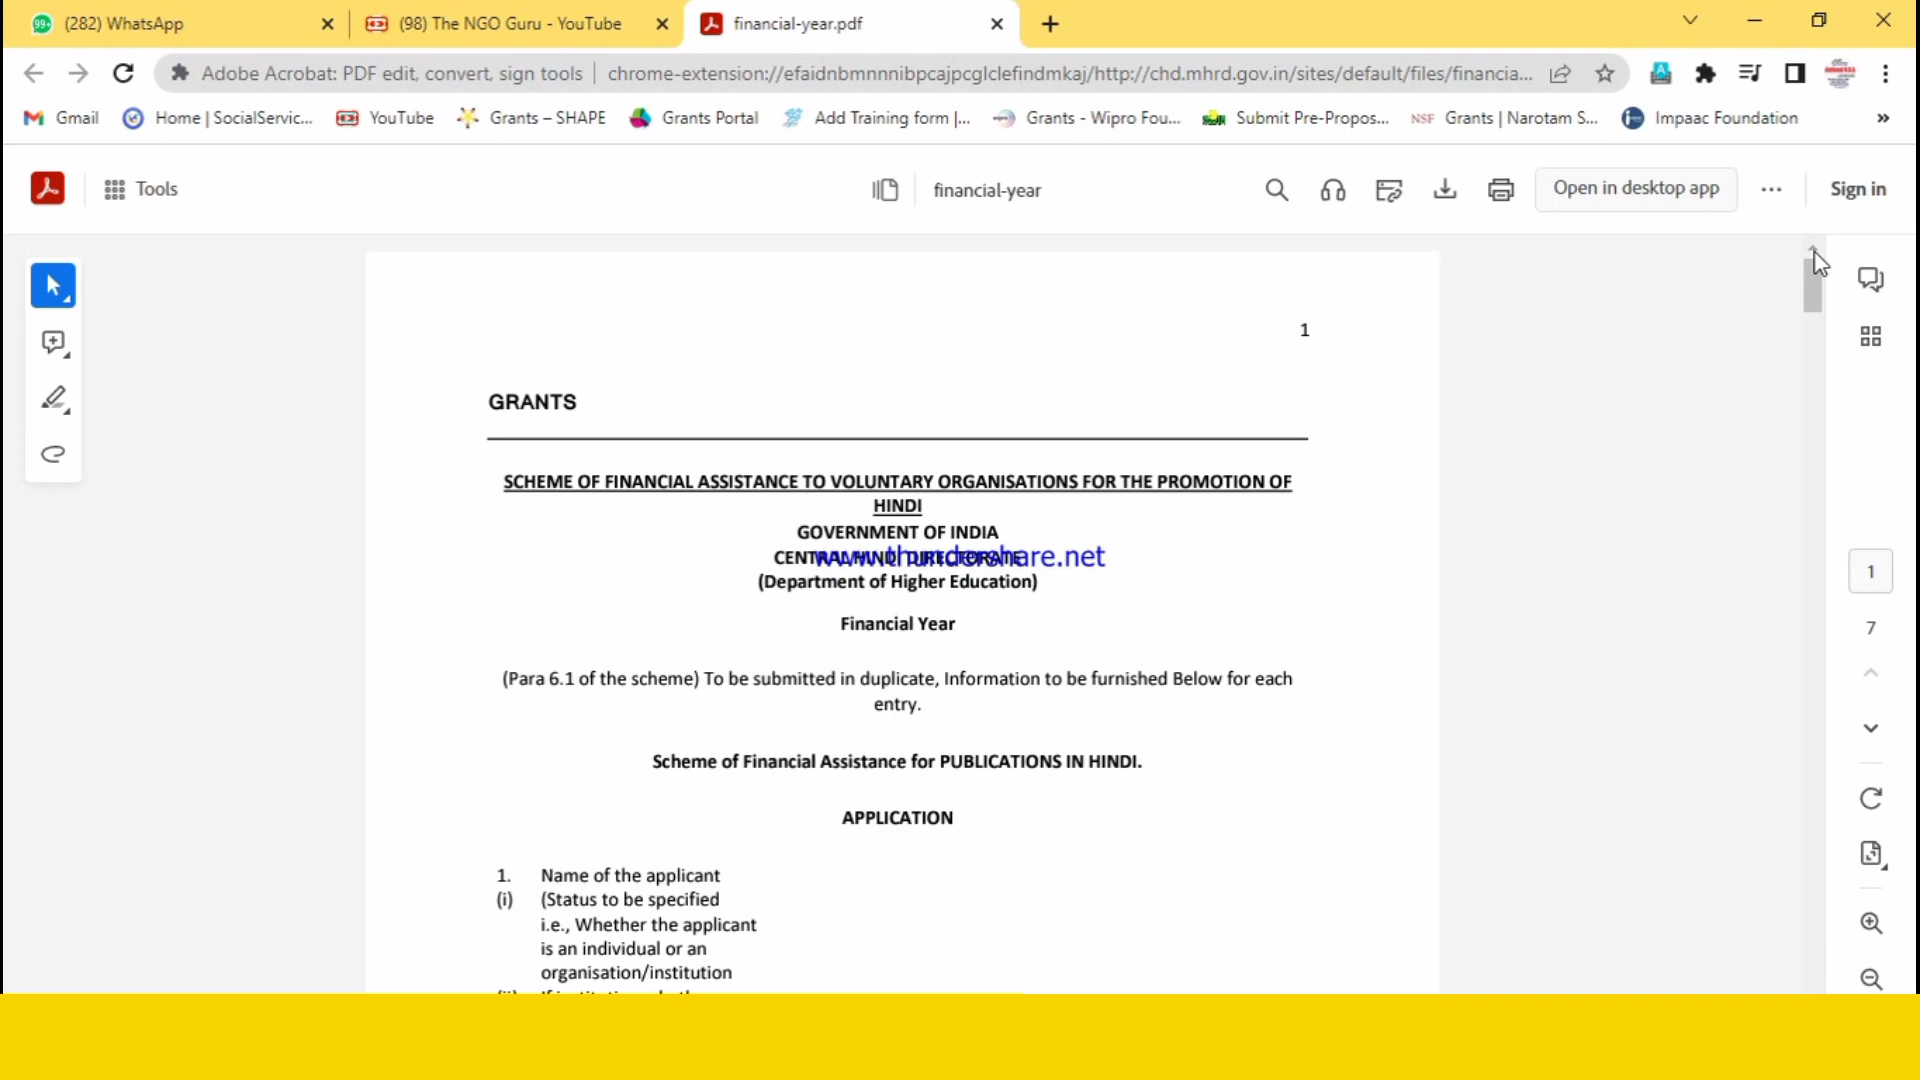 (282) WhatsApp
(98) The NGO Guru - YouTube
financial-year.pdf
Adobe Acrobat: PDF edit, convert, sign tools
chrome-extension://efaidnbmnnnibpcajpcglclefindmkaj/http://chd.mhrd.gov.in/sites/default/files/financia...
Gmail
Home | SocialServic...
YouTube
Grants – SHAPE
Grants Portal
Add Training form |...
Grants - Wipro Fou...
Submit Pre-Propos...
NSF
Grants | Narotam S...
Impaac Foundation
»
Tools
financial-year
Open in desktop app
Sign in
1
GRANTS
SCHEME OF FINANCIAL ASSISTANCE TO VOLUNTARY ORGANISATIONS FOR THE PROMOTION OF
HINDI
GOVERNMENT OF INDIA
CENTRAL HINDI DIRECTORATE
www.thundershare.net
(Department of Higher Education)
Financial Year
(Para 6.1 of the scheme) To be submitted in duplicate, Information to be furnished Below for each
entry.
Scheme of Financial Assistance for PUBLICATIONS IN HINDI.
APPLICATION
1. Name of the applicant
(i) (Status to be specified
i.e., Whether the applicant
is an individual or an
organisation/institution
1
7